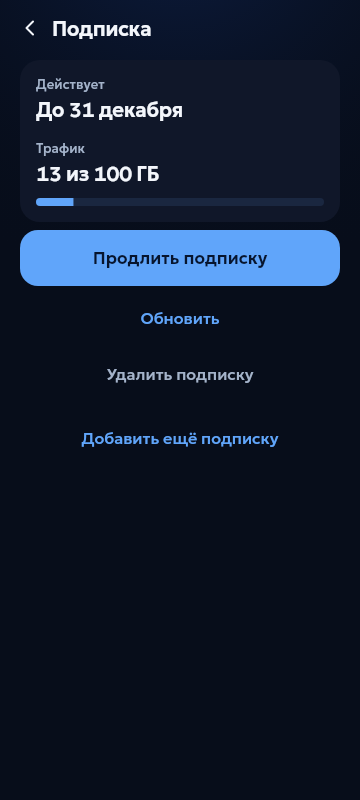 Подписка
Действует
До 31 декабря
Трафик
13 из 100 ГБ
Продлить подписку
Обновить
Удалить подписку
Добавить ещё подписку